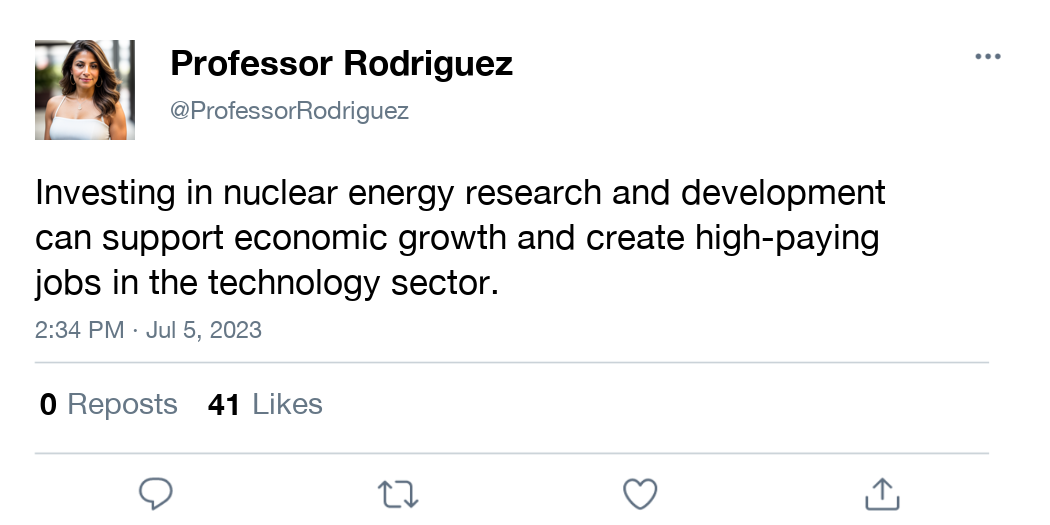 Professor Rodriguez
@ProfessorRodriguez
Investing in nuclear energy research and development
can support economic growth and create high-paying
jobs in the technology sector.
2:34 PM · Jul 5, 2023
0 Reposts 41 Likes